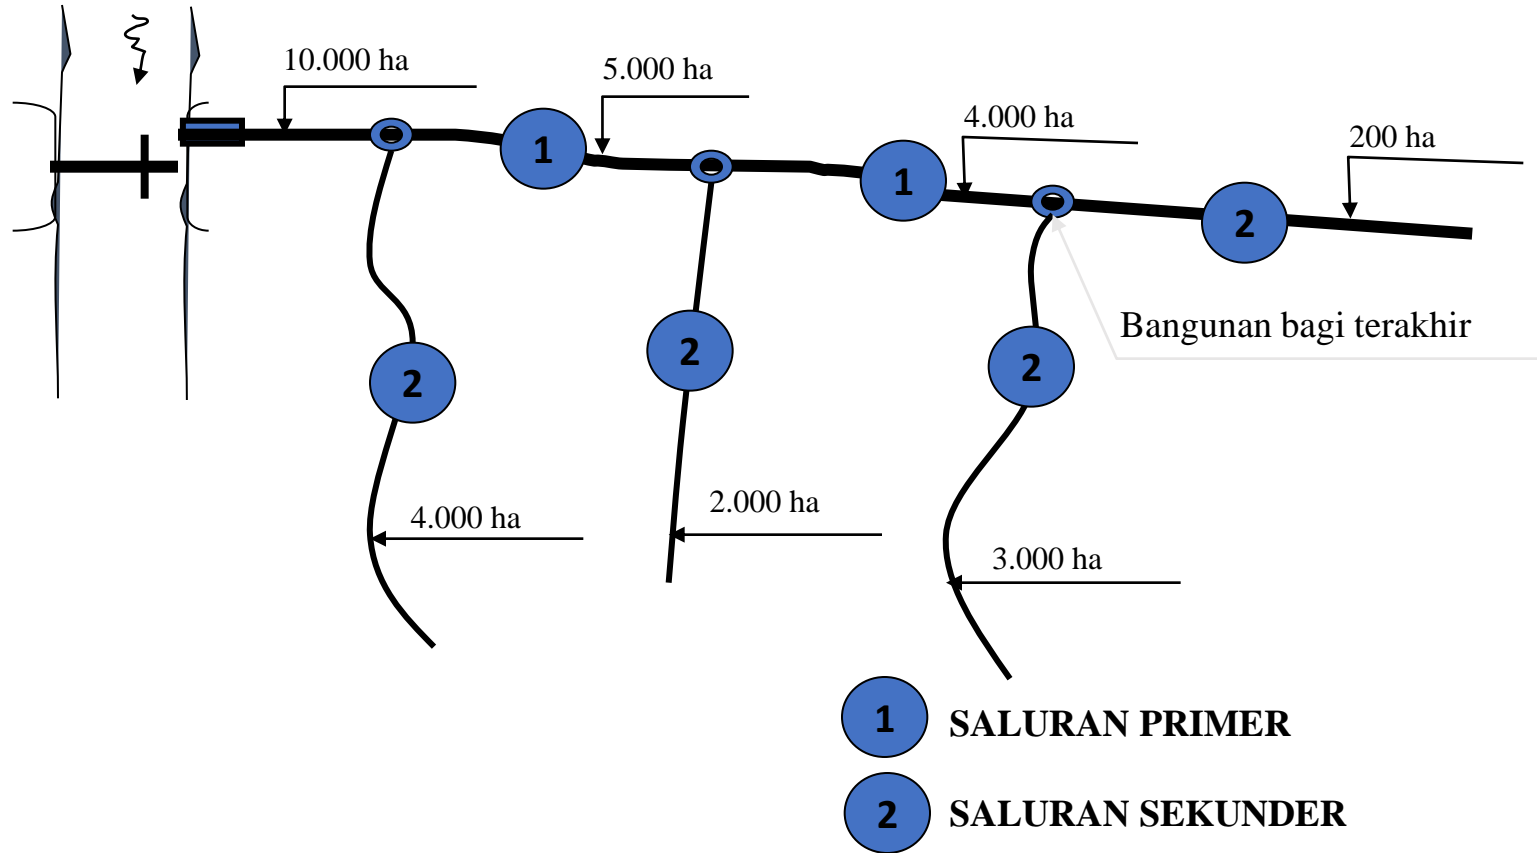 10.000 ha
5.000 ha
4.000 ha
200 ha
1
1
2
Bangunan bagi terakhir
2
2
2
4.000 ha
2.000 ha
3.000 ha
1 SALURAN PRIMER
2 SALURAN SEKUNDER